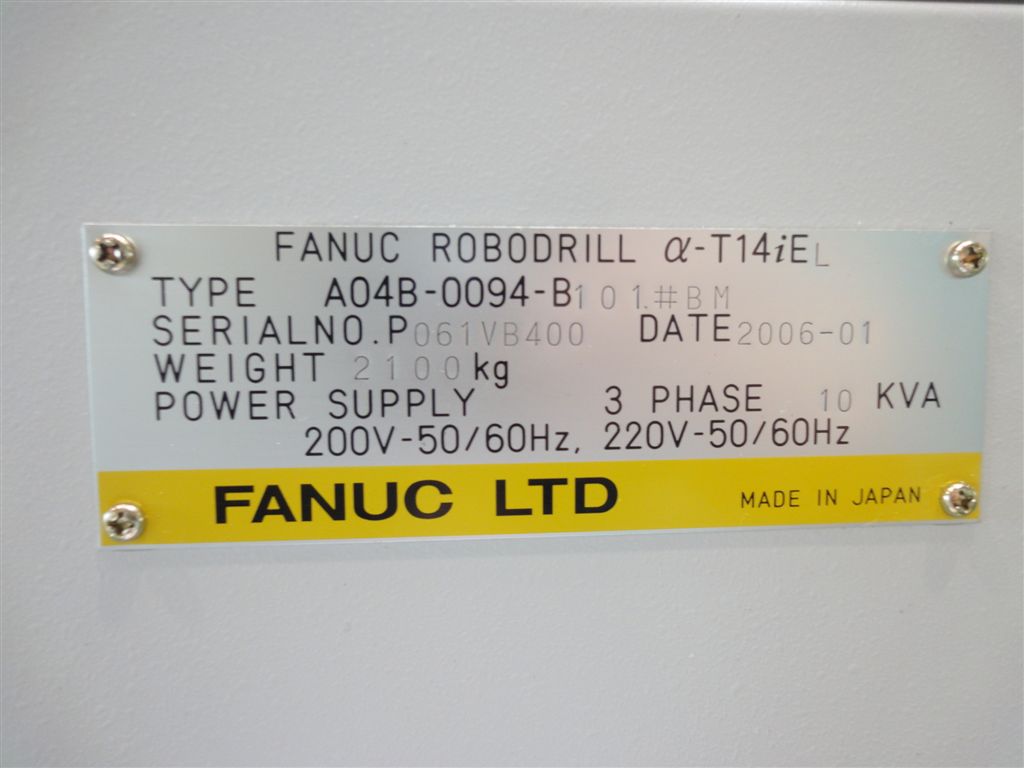 FANUC ROBODRILL α-T14iEL
TYPE A04B-0094-B101.#BM
SERIALNO.P061VB400 DATE2006-01
WEIGHT 2100kg
POWER SUPPLY 3 PHASE 10 KVA
200V-50/60Hz, 220V-50/60Hz
FANUC LTD MADE IN JAPAN